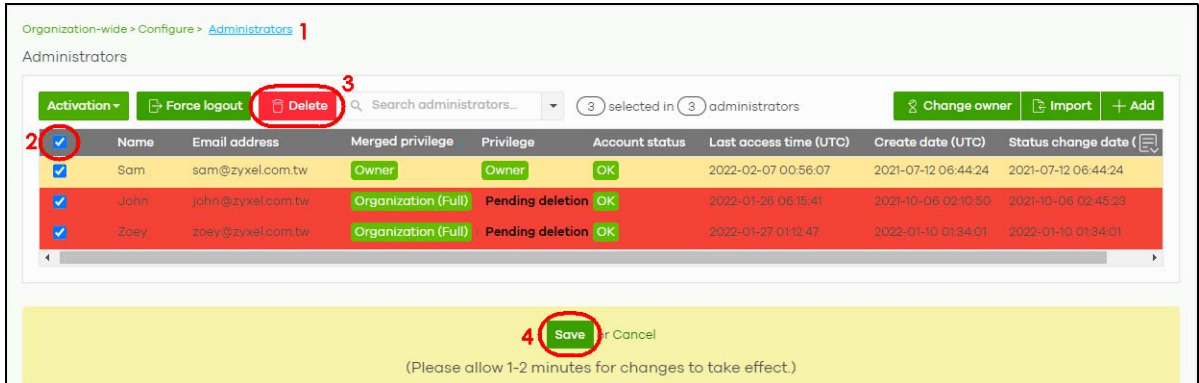 Organization-wide > Configure > Administrators 1
Administrators
3
Activation Force logout Delete Search administrators... 3 selected in 3 administrators Change owner Import + Add
2 Name Email address Merged privilege Privilege Account status Last access time (UTC) Create date (UTC) Status change date (
Sam sam@zyxel.com.tw Owner Owner OK 2022-02-07 00:56:07 2021-07-12 06:44:24 2021-07-12 06:44:24
John john@zyxel.com.tw Organization (Full) Pending deletion OK 2022-01-26 06:15:41 2021-10-06 02:10:50 2021-10-06 02:45:23
Zoey zoey@zyxel.com.tw Organization (Full) Pending deletion OK 2022-01-27 01:12:47 2022-01-10 01:34:01 2022-01-10 01:34:01
4 Save or Cancel
(Please allow 1-2 minutes for changes to take effect.)